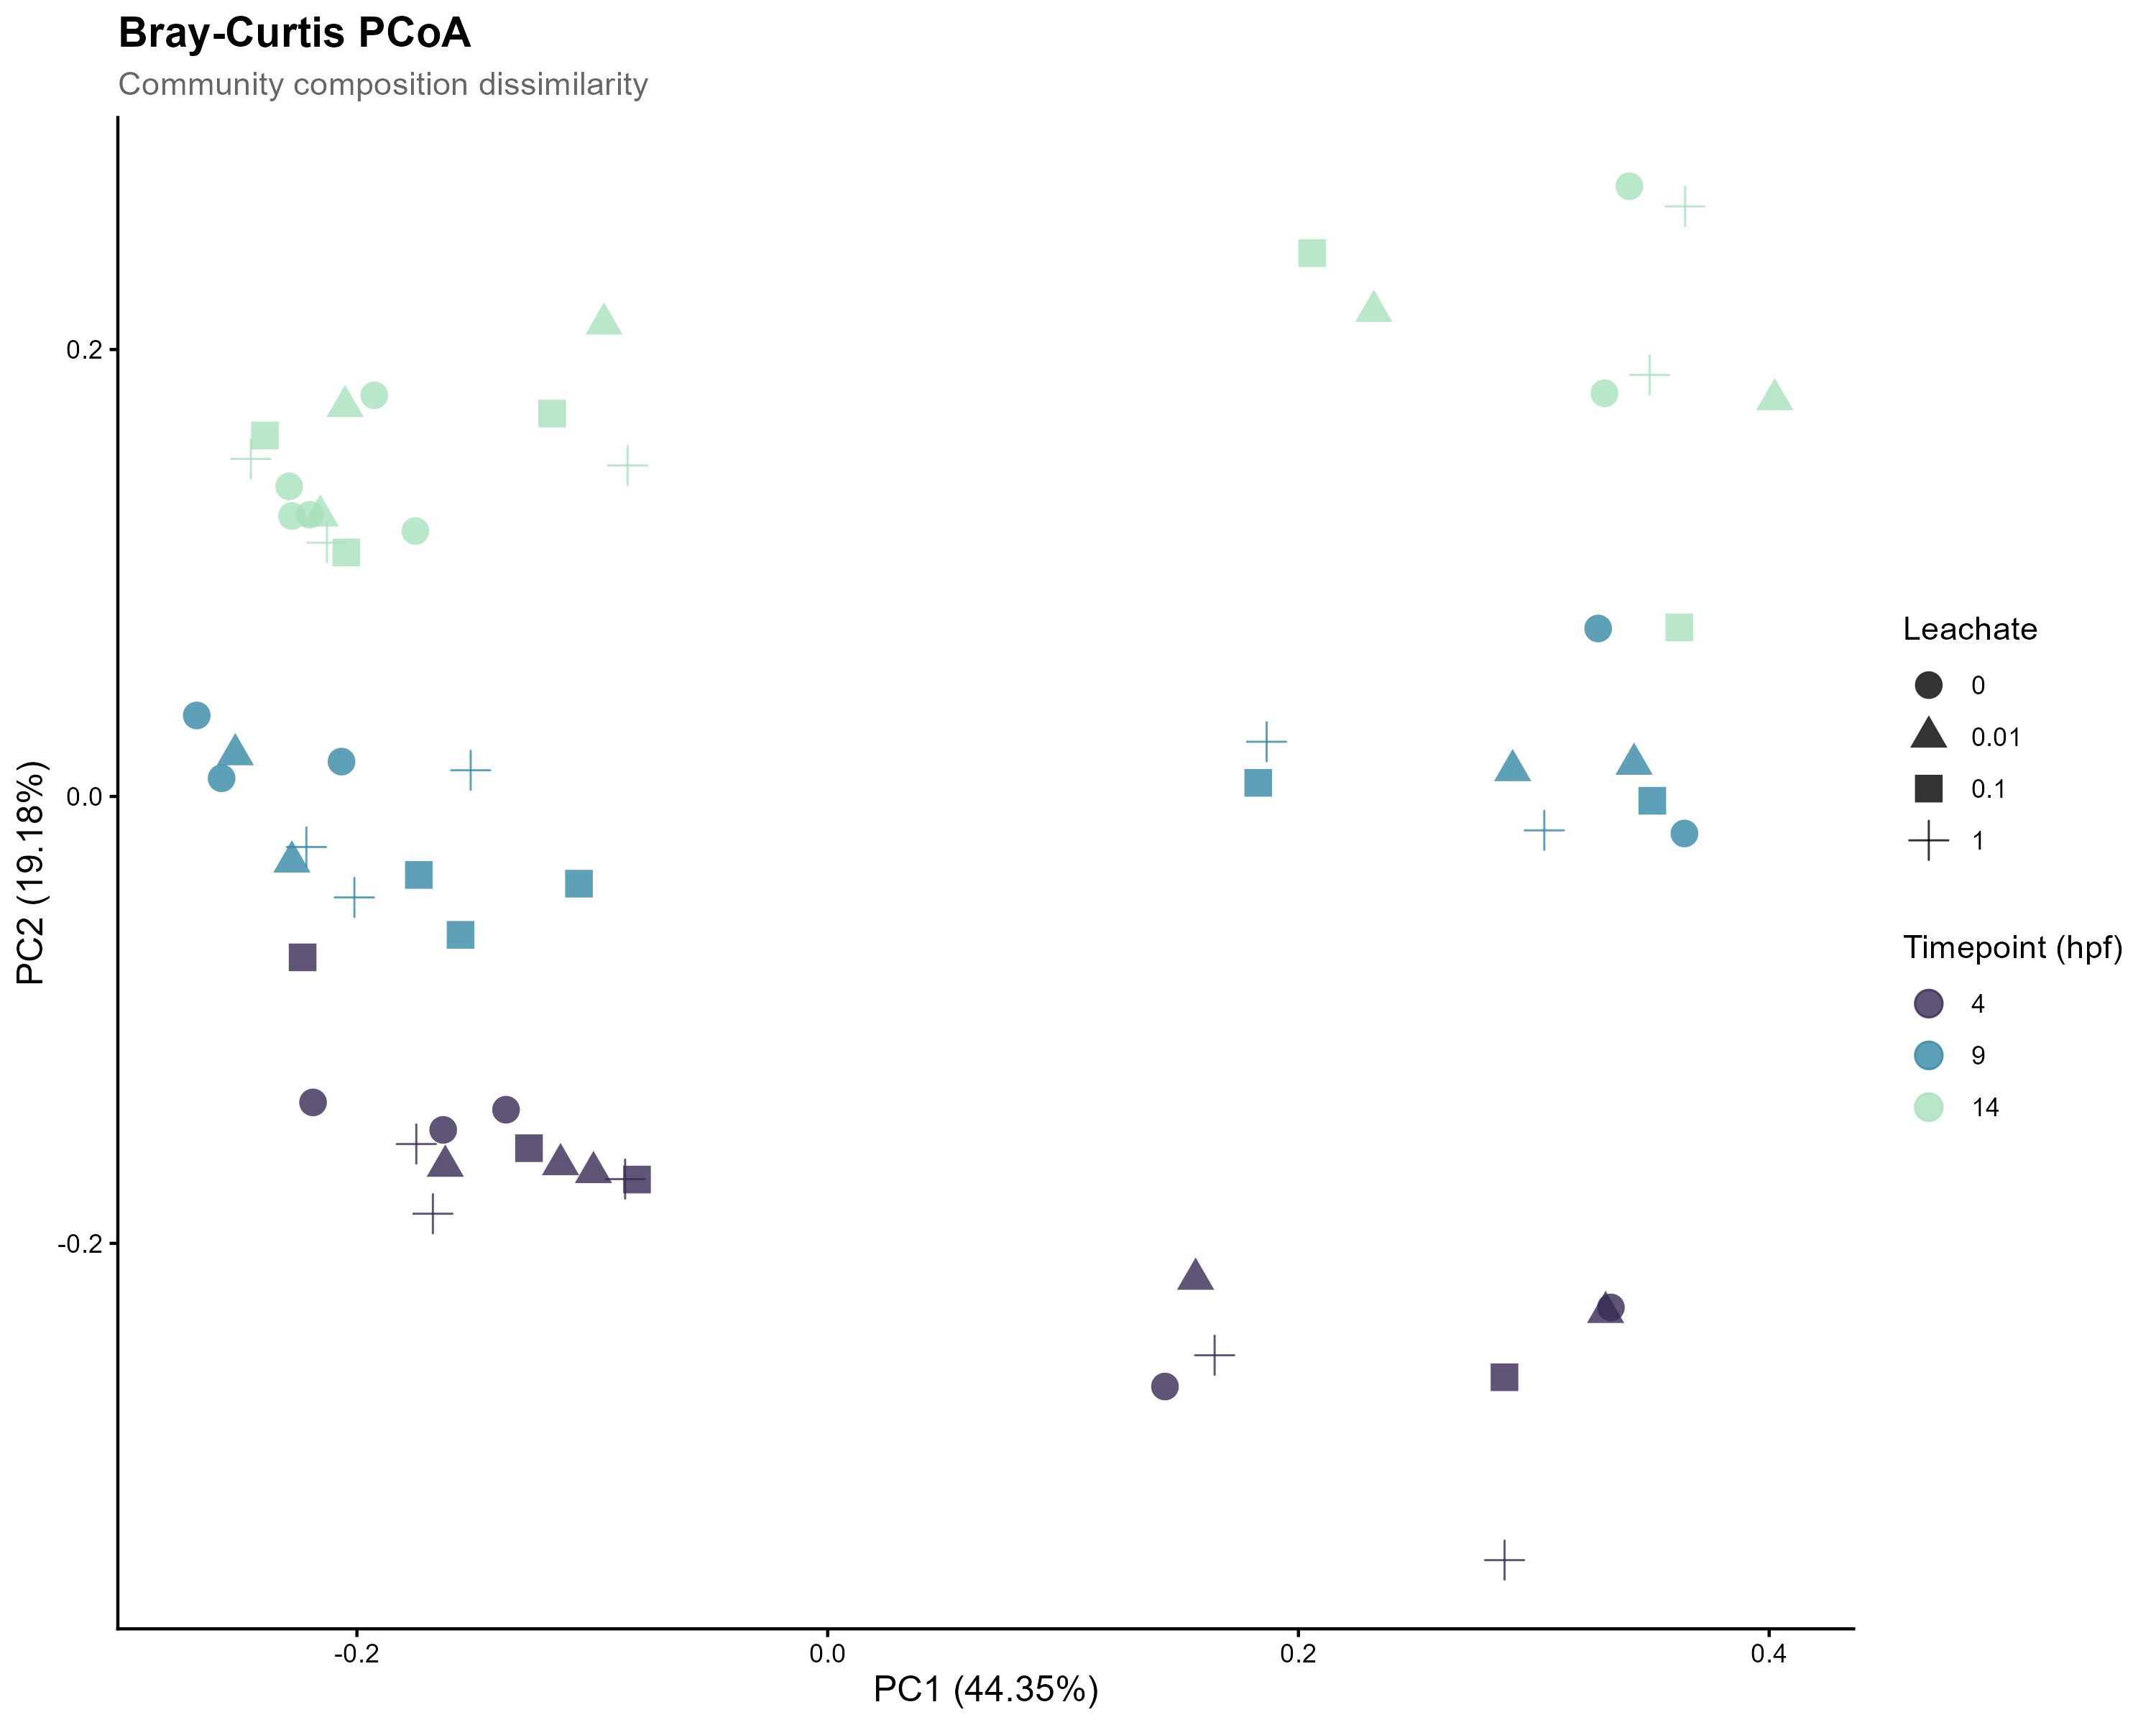 Bray-Curtis PCoA
Community composition dissimilarity
0.2
0.0
-0.2
PC2 (19.18%)
-0.2
0.0
0.2
0.4
PC1 (44.35%)
Leachate
0
0.01
0.1
1
Timepoint (hpf)
4
9
14